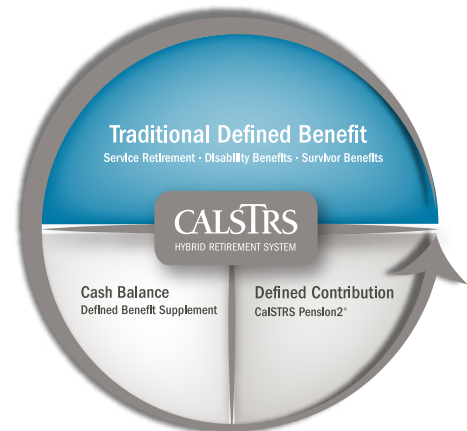 Traditional Defined Benefit
Service Retirement · Disability Benefits · Survivor Benefits
CALSTRS
HYBRID RETIREMENT SYSTEM
Cash Balance
Defined Benefit Supplement
Defined Contribution
CalSTRS Pension2®